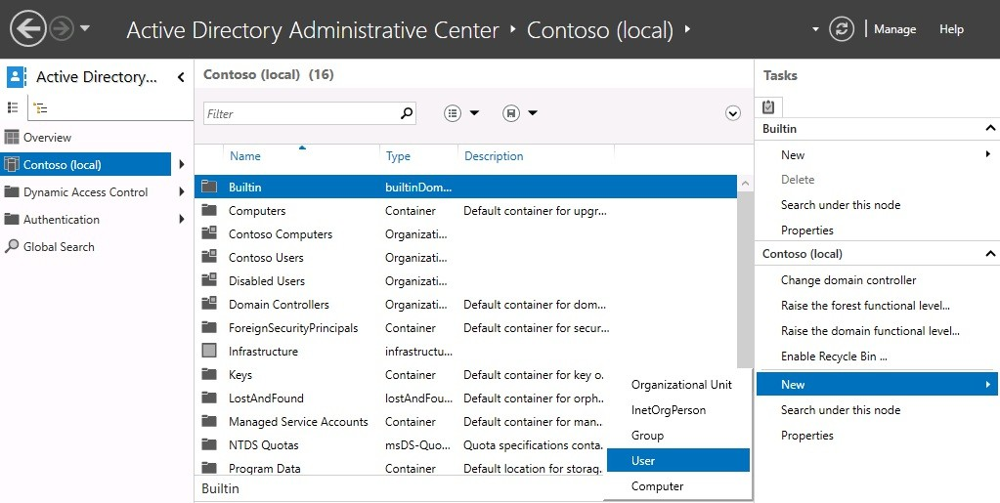 Active Directory Administrative Center ‣ Contoso (local) ‣
Manage
Help
Active Directory...
Overview
Contoso (local)
Dynamic Access Control
Authentication
Global Search
Contoso (local) (16)
Filter
Name Type Description
Builtin builtinDom...
Computers Container Default container for upgr...
Contoso Computers Organizati...
Contoso Users Organizati...
Disabled Users Organizati...
Domain Controllers Organizati... Default container for dom...
ForeignSecurityPrincipals Container Default container for secur...
Infrastructure infrastructu...
Keys Container Default container for key o...
LostAndFound lostAndFou... Default container for orph...
Managed Service Accounts Container Default container for man...
NTDS Quotas msDS-Quo... Quota specifications conta...
Program Data Container Default location for storag...
Builtin
Organizational Unit
InetOrgPerson
Group
User
Computer
Tasks
Builtin
New
Delete
Search under this node
Properties
Contoso (local)
Change domain controller
Raise the forest functional level...
Raise the domain functional level...
Enable Recycle Bin ...
New
Search under this node
Properties